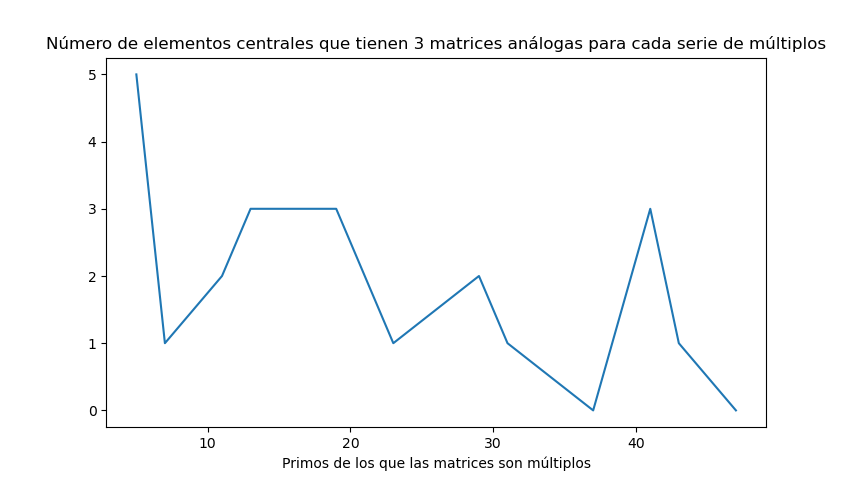 Número de elementos centrales que tienen 3 matrices análogas para cada serie de múltiplos
5
4
3
2
1
0
10 20 30 40
Primos de los que las matrices son múltiplos